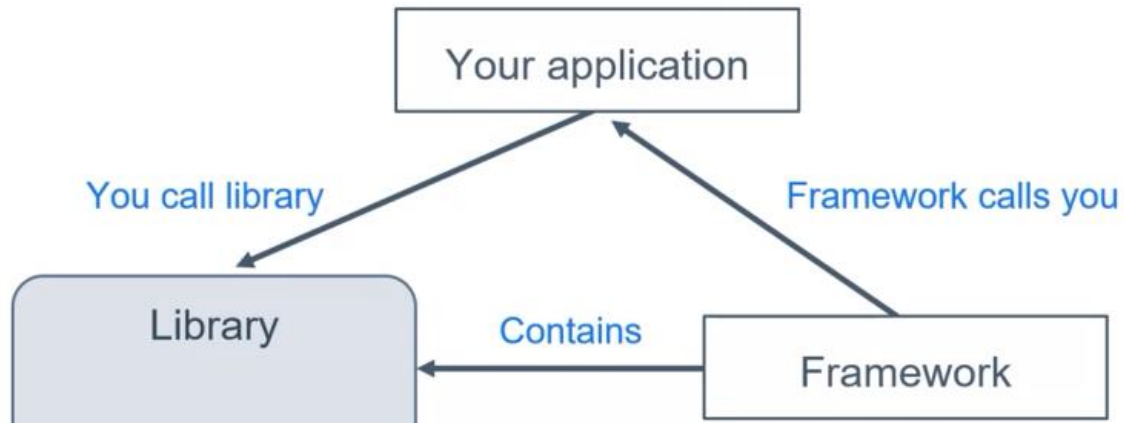 Your application
You call library
Framework calls you
Library
Contains
Framework